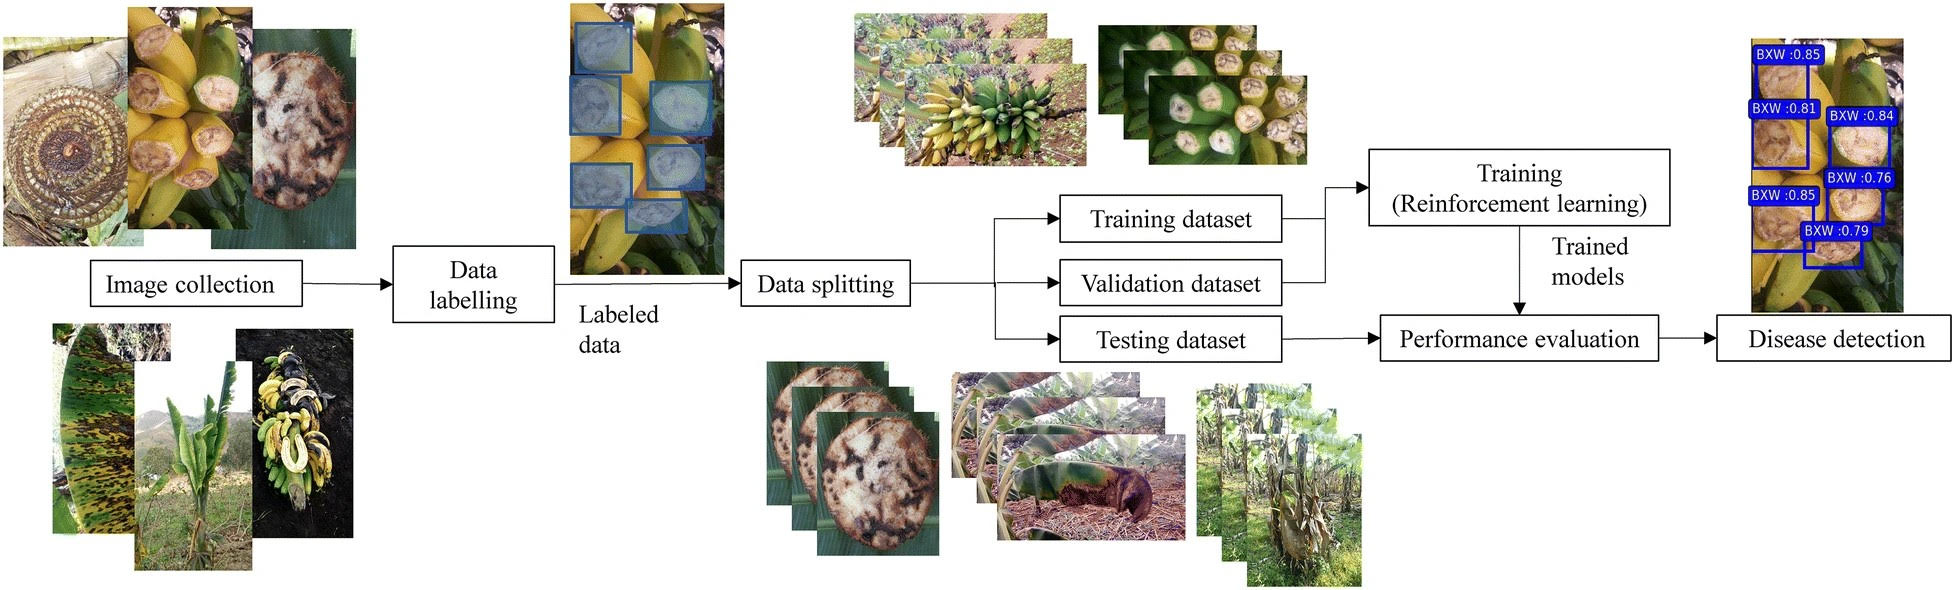 Image collection
Data
labelling
Labeled
data
Data splitting
Training dataset
Validation dataset
Testing dataset
Training
(Reinforcement learning)
Trained
models
Performance evaluation
BXW :0.85
BXW :0.81
BXW :0.84
BXW :0.76
BXW :0.85
BXW :0.79
Disease detection